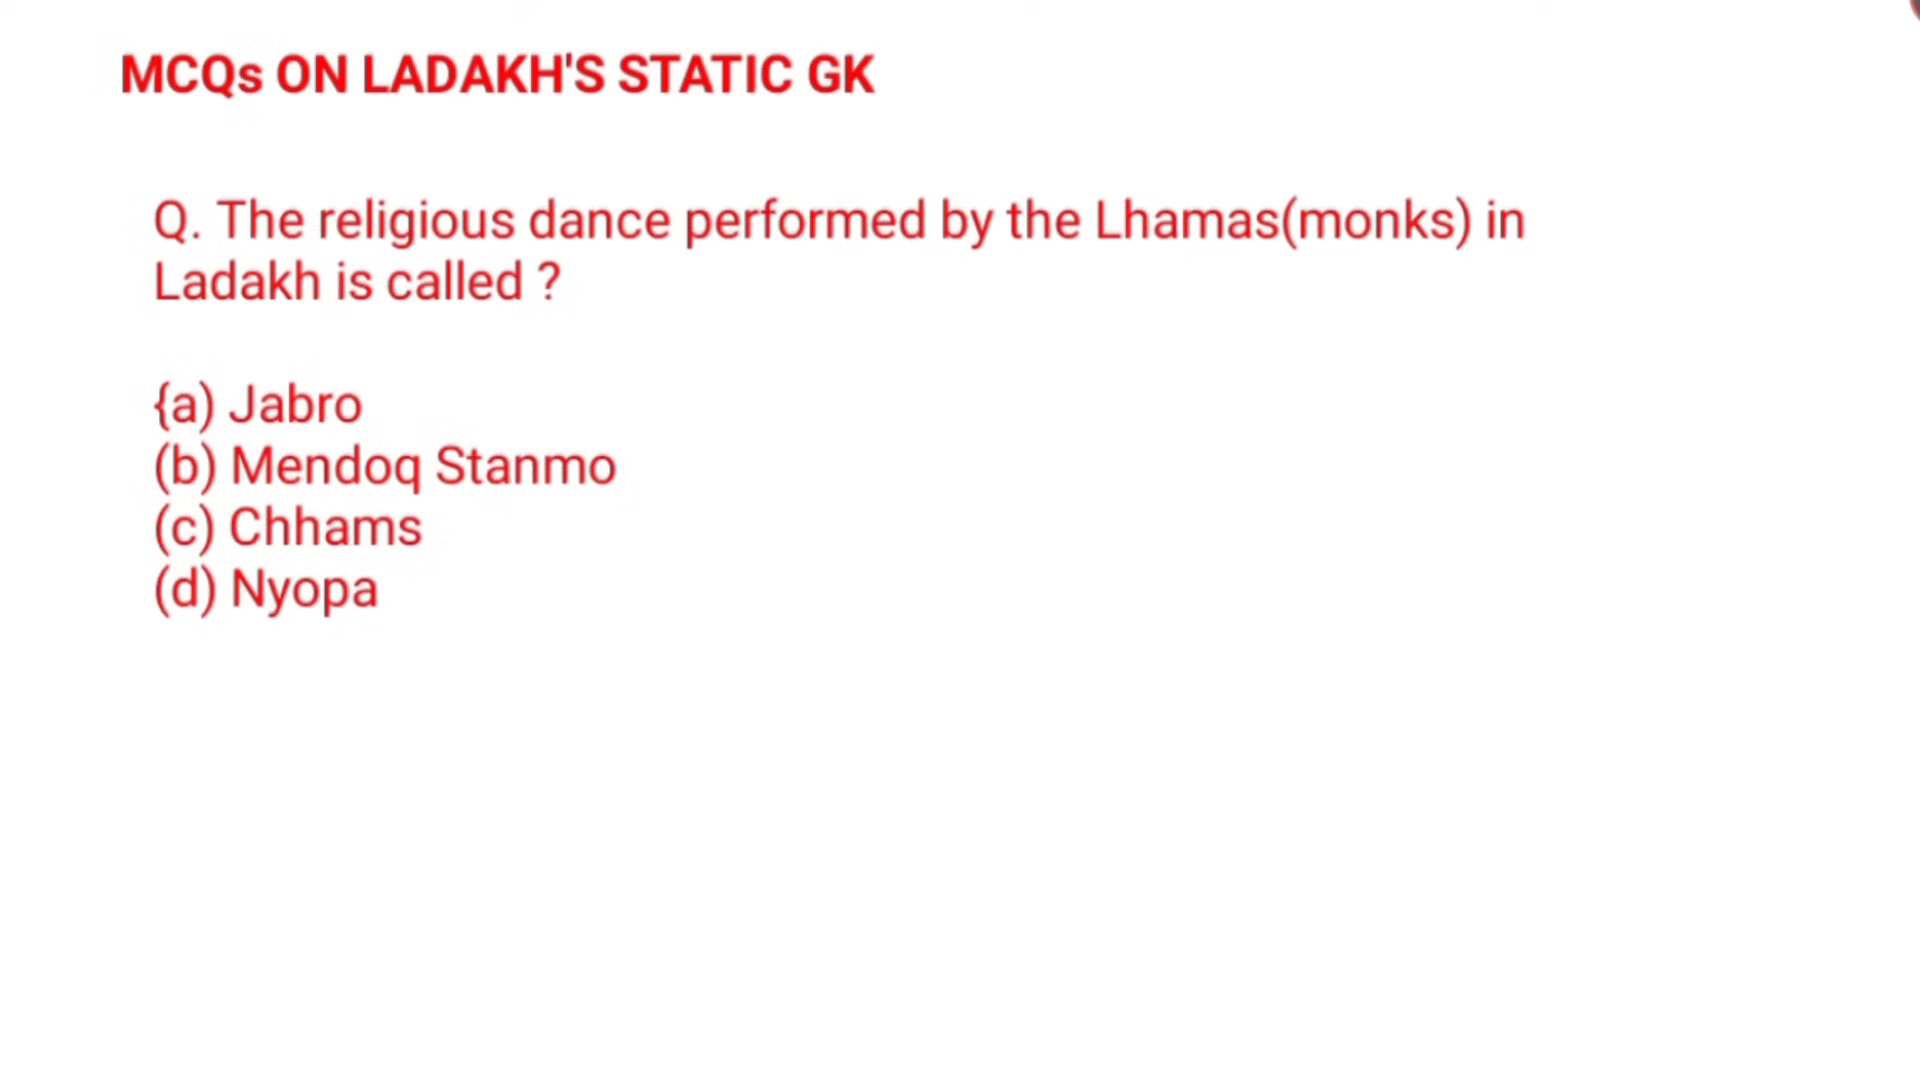 MCQs ON LADAKH'S STATIC GK
Q. The religious dance performed by the Lhamas(monks) in
Ladakh is called ?
{a) Jabro
(b) Mendoq Stanmo
(c) Chhams
(d) Nyopa